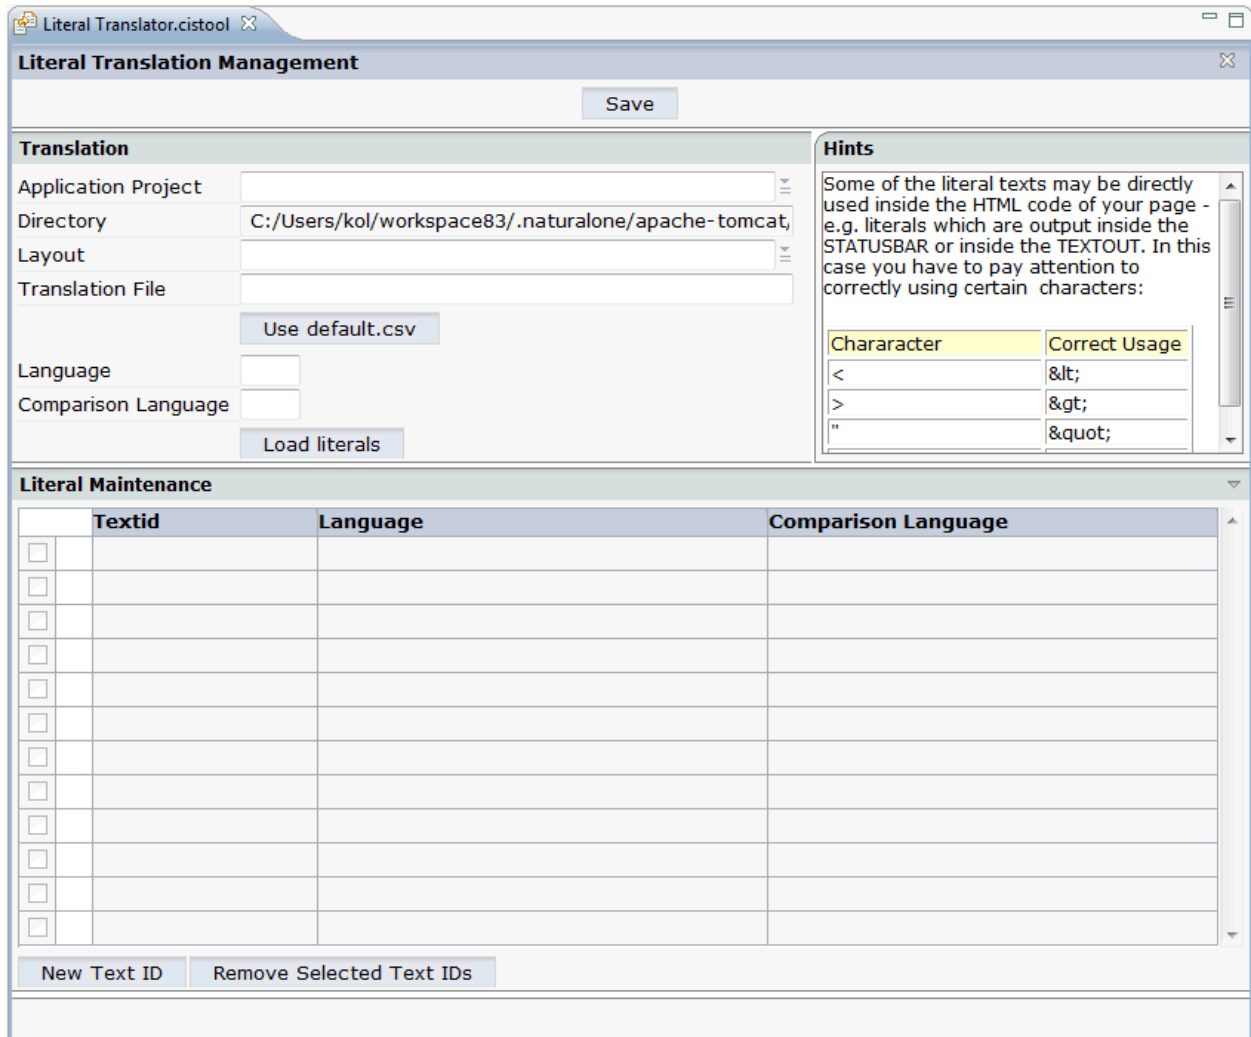 Literal Translator.cistool
Literal Translation Management
Save
Translation
Application Project
Directory C:/Users/kol/workspace83/.naturalone/apache-tomcat,
Layout
Translation File
Use default.csv
Language
Comparison Language
Load literals
Hints
Some of the literal texts may be directly
used inside the HTML code of your page -
e.g. literals which are output inside the
STATUSBAR or inside the TEXTOUT. In this
case you have to pay attention to
correctly using certain characters:
Chararacter Correct Usage
< &lt;
> &gt;
" &quot;
Literal Maintenance
Textid Language Comparison Language
New Text ID Remove Selected Text IDs